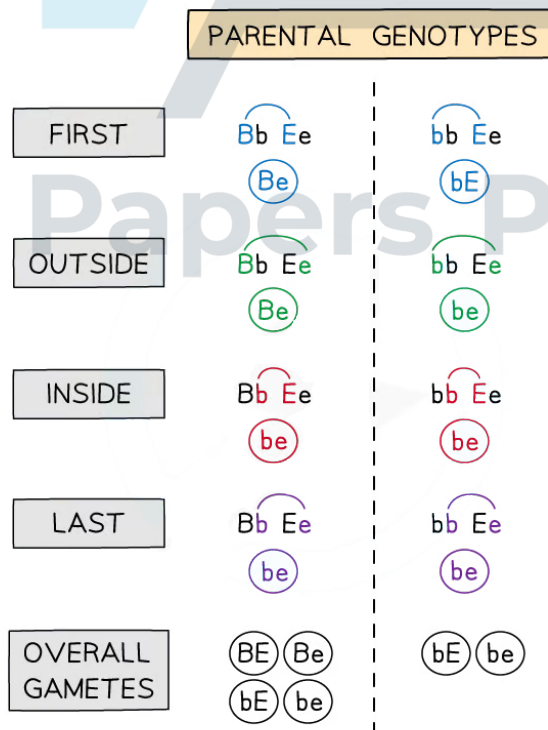 PARENTAL GENOTYPES
FIRST
Bb Ee
bb Ee
Be
bE
Papers P
OUTSIDE
Bb Ee
bb Ee
Be
be
INSIDE
Bb Ee
bb Ee
be
be
LAST
Bb Ee
bb Ee
be
be
OVERALL
GAMETES
BE Be
bE be
bE be